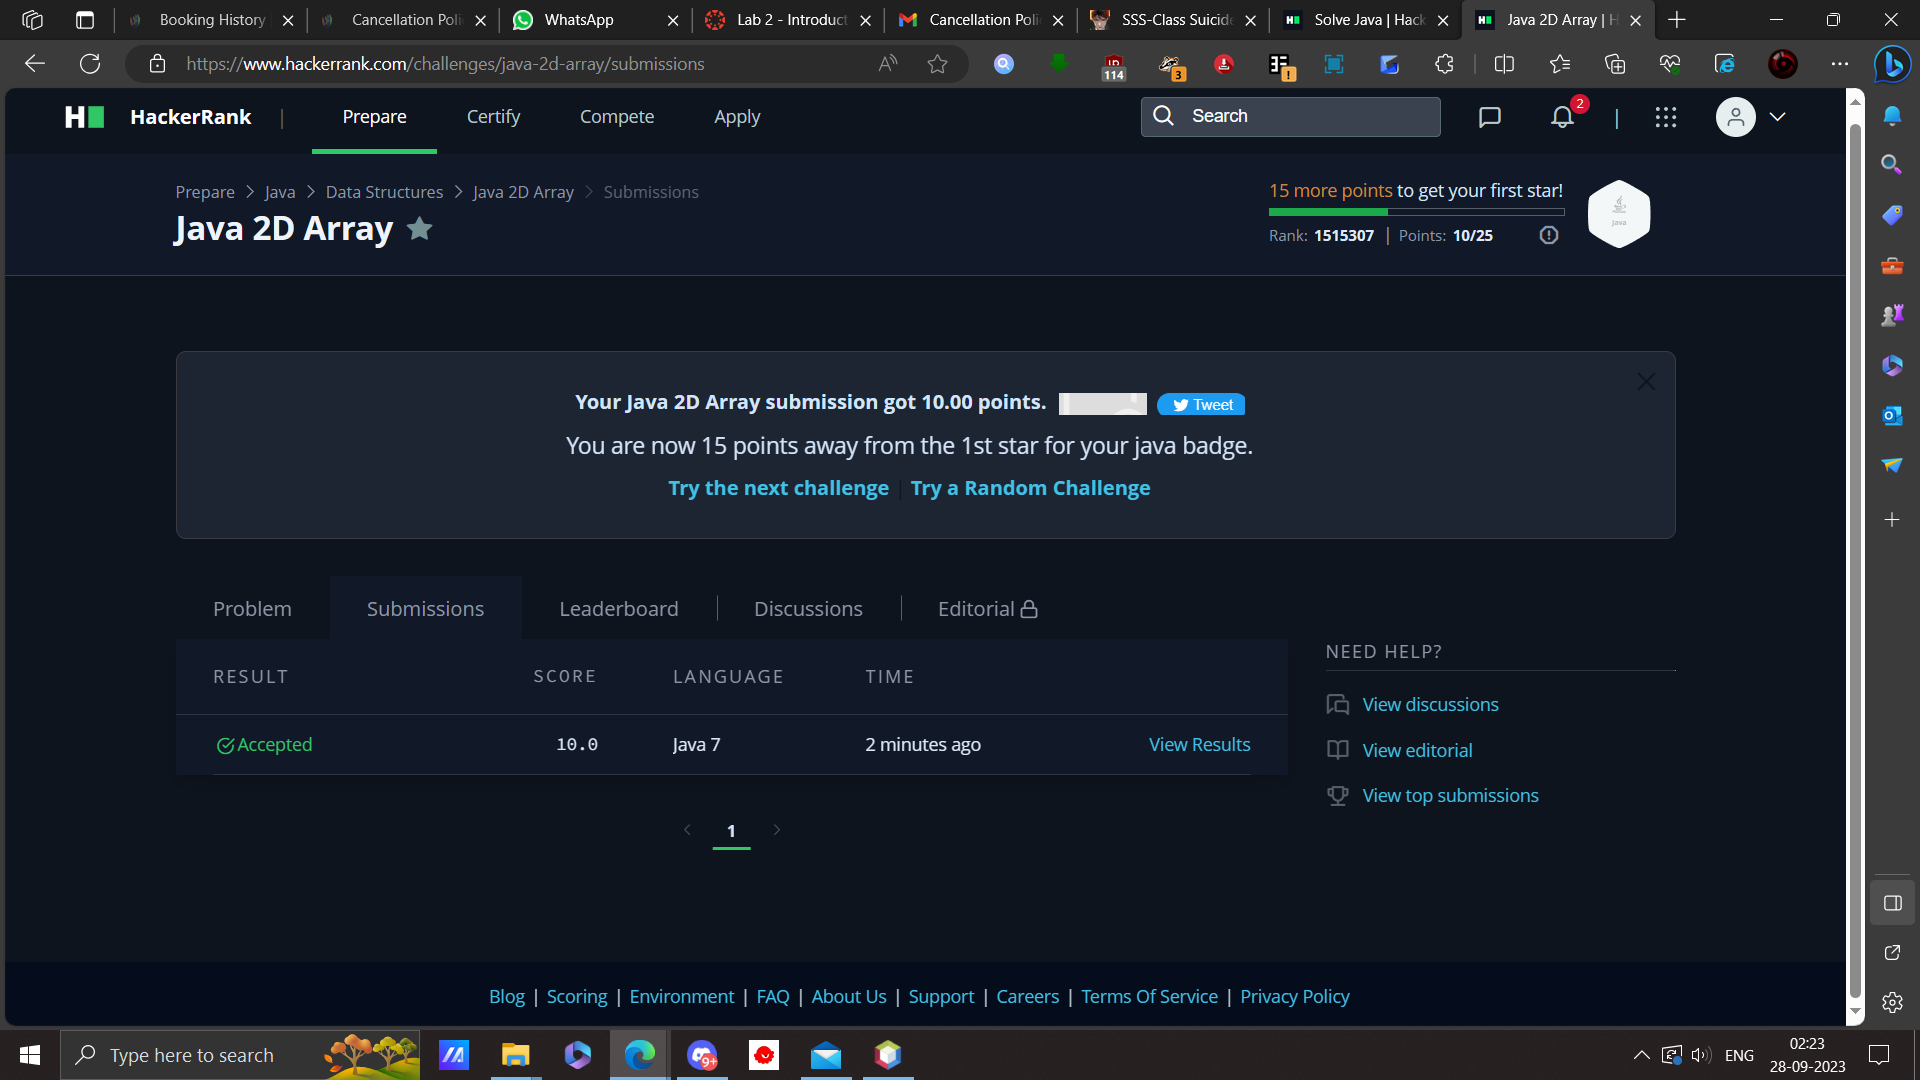 Booking History
Cancellation Poli
WhatsApp
Lab 2 - Introduct
Cancellation Poli
SSS-Class Suicide
Solve Java | Hack
Java 2D Array | H
https://www.hackerrank.com/challenges/java-2d-array/submissions
114
3
HackerRank
Prepare
Certify
Compete
Apply
Search
2
Prepare > Java > Data Structures > Java 2D Array > Submissions
15 more points to get your first star!
Java 2D Array
Rank: 1515307 | Points: 10/25
Java
Your Java 2D Array submission got 10.00 points.
Tweet
You are now 15 points away from the 1st star for your java badge.
Try the next challenge | Try a Random Challenge
Problem
Submissions
Leaderboard
Discussions
Editorial
NEED HELP?
RESULT SCORE LANGUAGE TIME
View discussions
Accepted 10.0 Java 7 2 minutes ago View Results
View editorial
View top submissions
1
Blog | Scoring | Environment | FAQ | About Us | Support | Careers | Terms Of Service | Privacy Policy
Type here to search
9+
ENG
02:23
28-09-2023